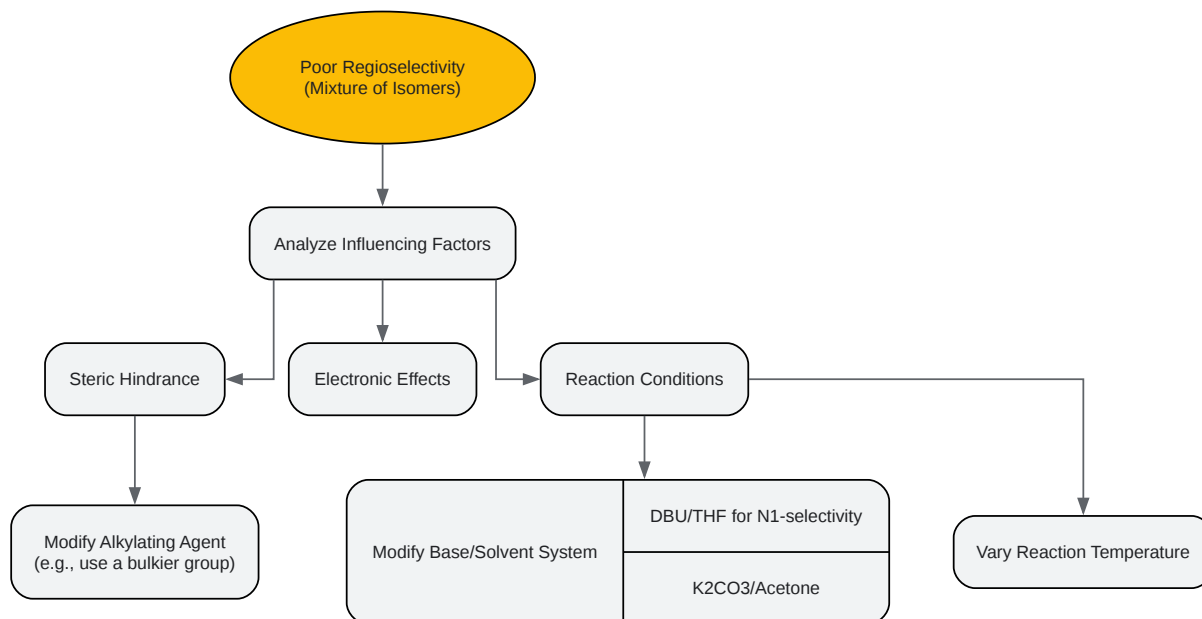 Poor Regioselectivity
(Mixture of Isomers)
Analyze Influencing Factors
Steric Hindrance
Electronic Effects
Reaction Conditions
Modify Alkylating Agent
(e.g., use a bulkier group)
Modify Base/Solvent System
DBU/THF for N1-selectivity
K2CO3/Acetone
Vary Reaction Temperature